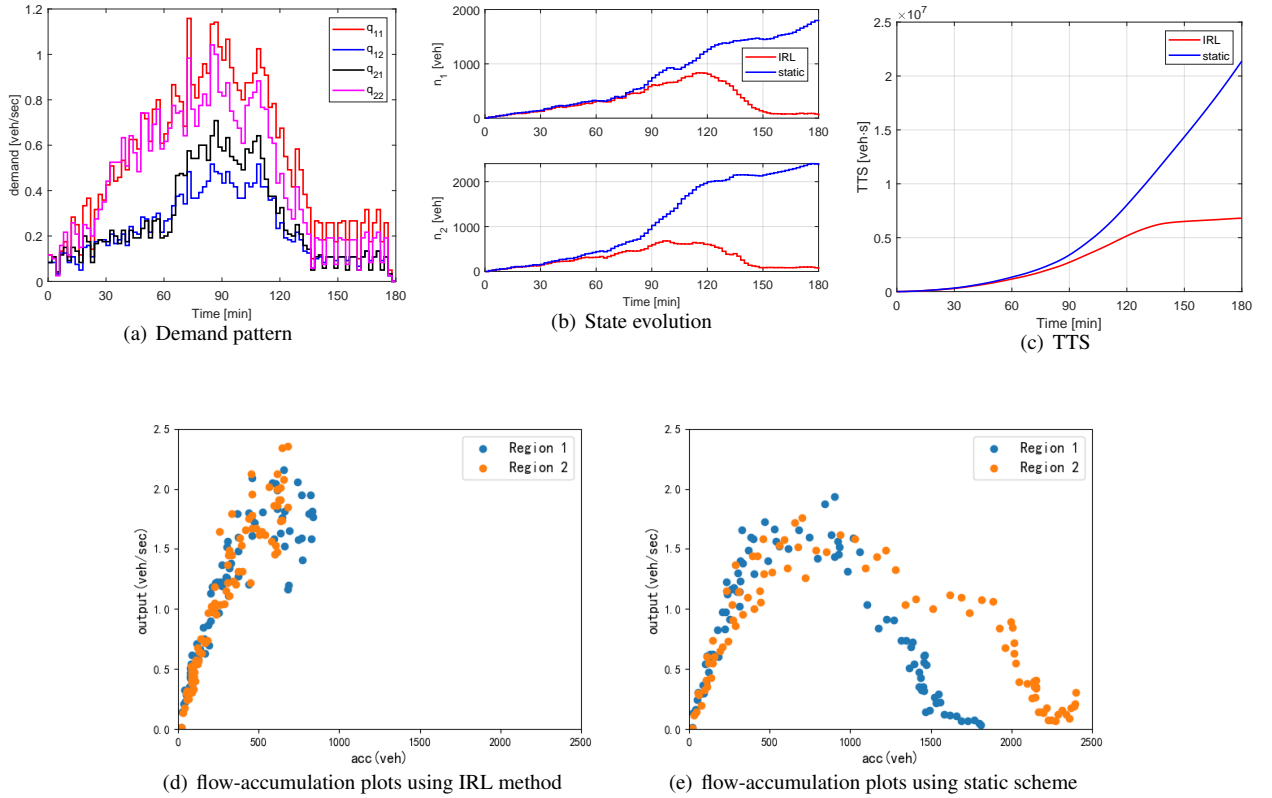 1.2
1
0.8
0.6
0.4
0.2
0
demand [veh/sec]
q11
q12
q21
q22
0 30 60 90 120 150 180
Time [min]
(a) Demand pattern
2000
1000
0
n1 [veh]
IRL
static
0 30 60 90 120 150 180
2000
1000
0
n2 [veh]
0 30 60 90 120 150 180
Time [min]
(b) State evolution
×10^7
2.5
2
1.5
1
0.5
0
TTS [veh·s]
IRL
static
0 30 60 90 120 150 180
Time [min]
(c) TTS
2.5
2.0
1.5
1.0
0.5
0.0
output(veh/sec)
Region 1
Region 2
0 500 1000 1500 2000 2500
acc(veh)
(d) flow-accumulation plots using IRL method
2.5
2.0
1.5
1.0
0.5
0.0
output(veh/sec)
Region 1
Region 2
0 500 1000 1500 2000 2500
acc(veh)
(e) flow-accumulation plots using static scheme